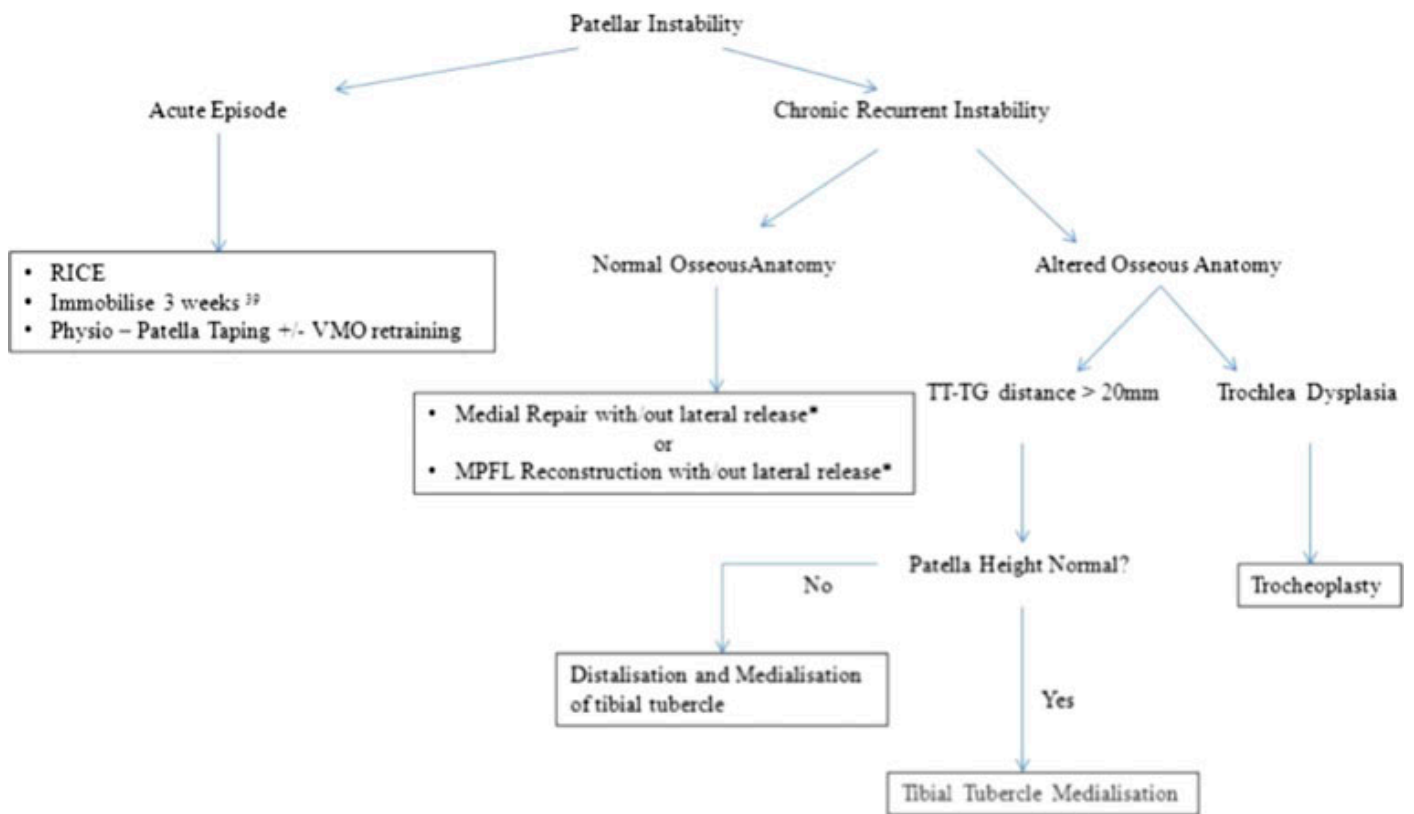 Patellar Instability
Acute Episode
Chronic Recurrent Instability
• RICE
• Immobilise 3 weeks 39
• Physio – Patella Taping +/- VMO retraining
Normal OsseousAnatomy
Altered Osseous Anatomy
• Medial Repair with/out lateral release*
or
• MPFL Reconstruction with/out lateral release*
TT-TG distance > 20mm
Trochlea Dysplasia
Patella Height Normal?
No
Trocheoplasty
Distalisation and Medialisation
of tibial tubercle
Yes
Tibial Tubercle Medialisation